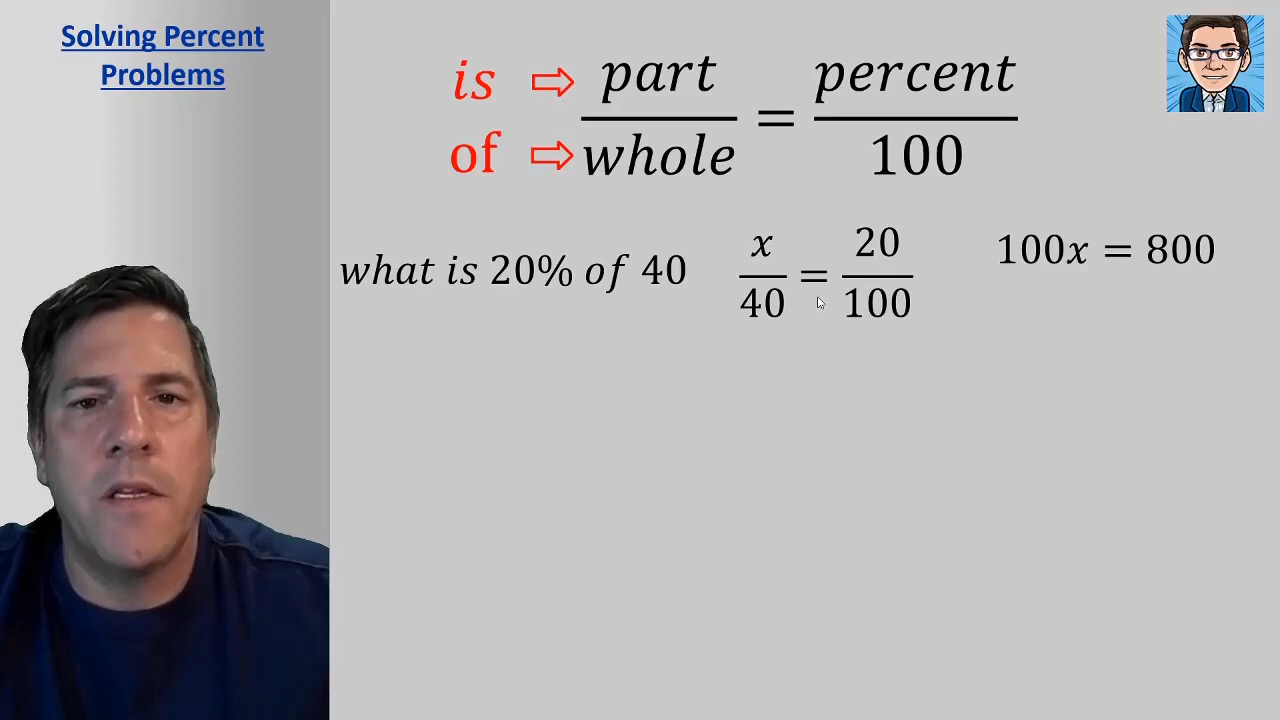 Solving Percent
Problems
is ⇨ part/whole = percent/100
of ⇨
what is 20% of 40
x/40 = 20/100
100x = 800